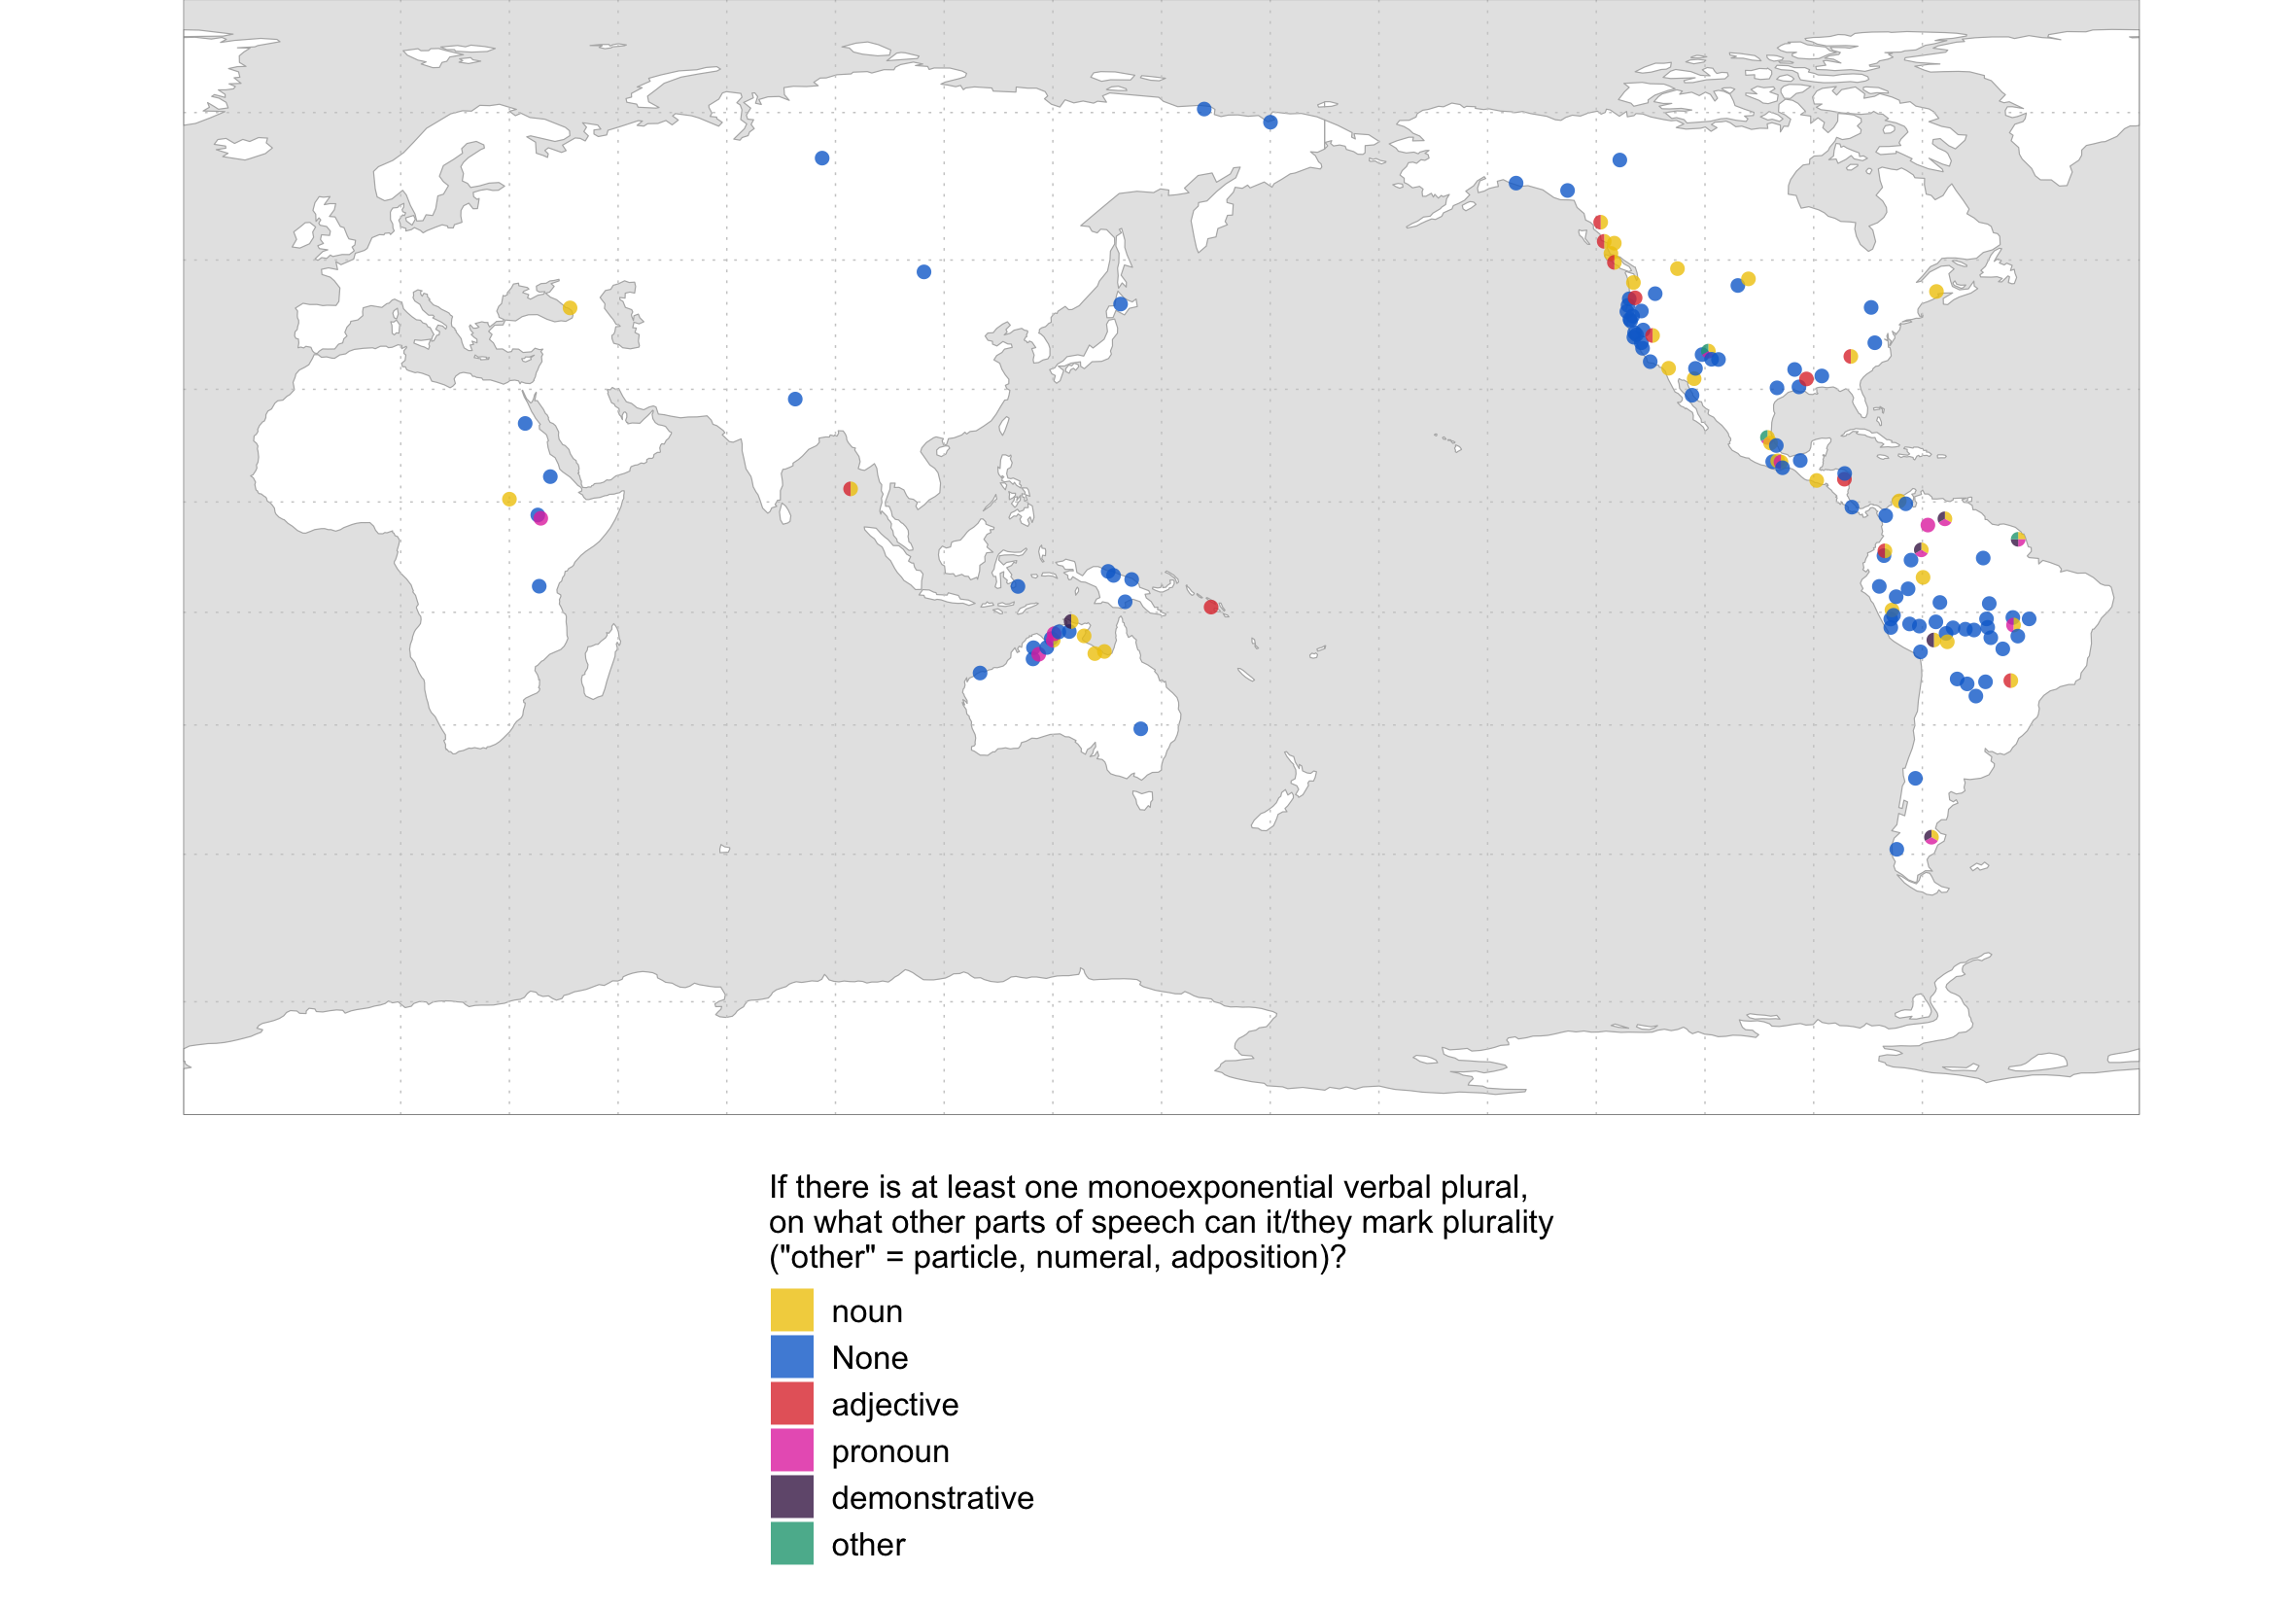 If there is at least one monoexponential verbal plural,
on what other parts of speech can it/they mark plurality
("other" = particle, numeral, adposition)?
noun
None
adjective
pronoun
demonstrative
other